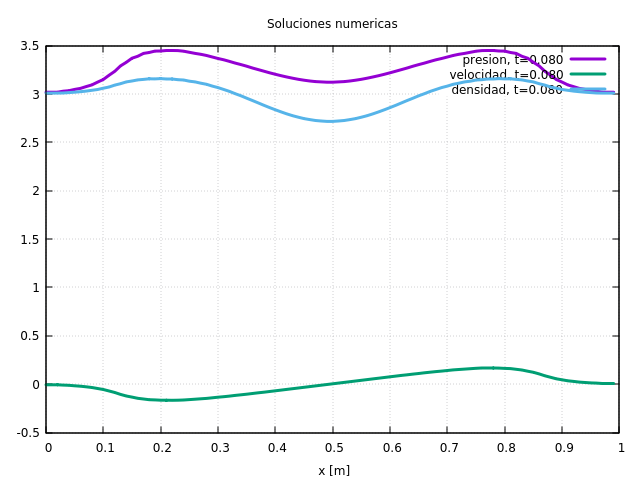 Soluciones numericas
presion, t=0.080
velocidad, t=0.080
densidad, t=0.080
3.5
3
2.5
2
1.5
1
0.5
0
-0.5
0 0.1 0.2 0.3 0.4 0.5 0.6 0.7 0.8 0.9 1
x [m]